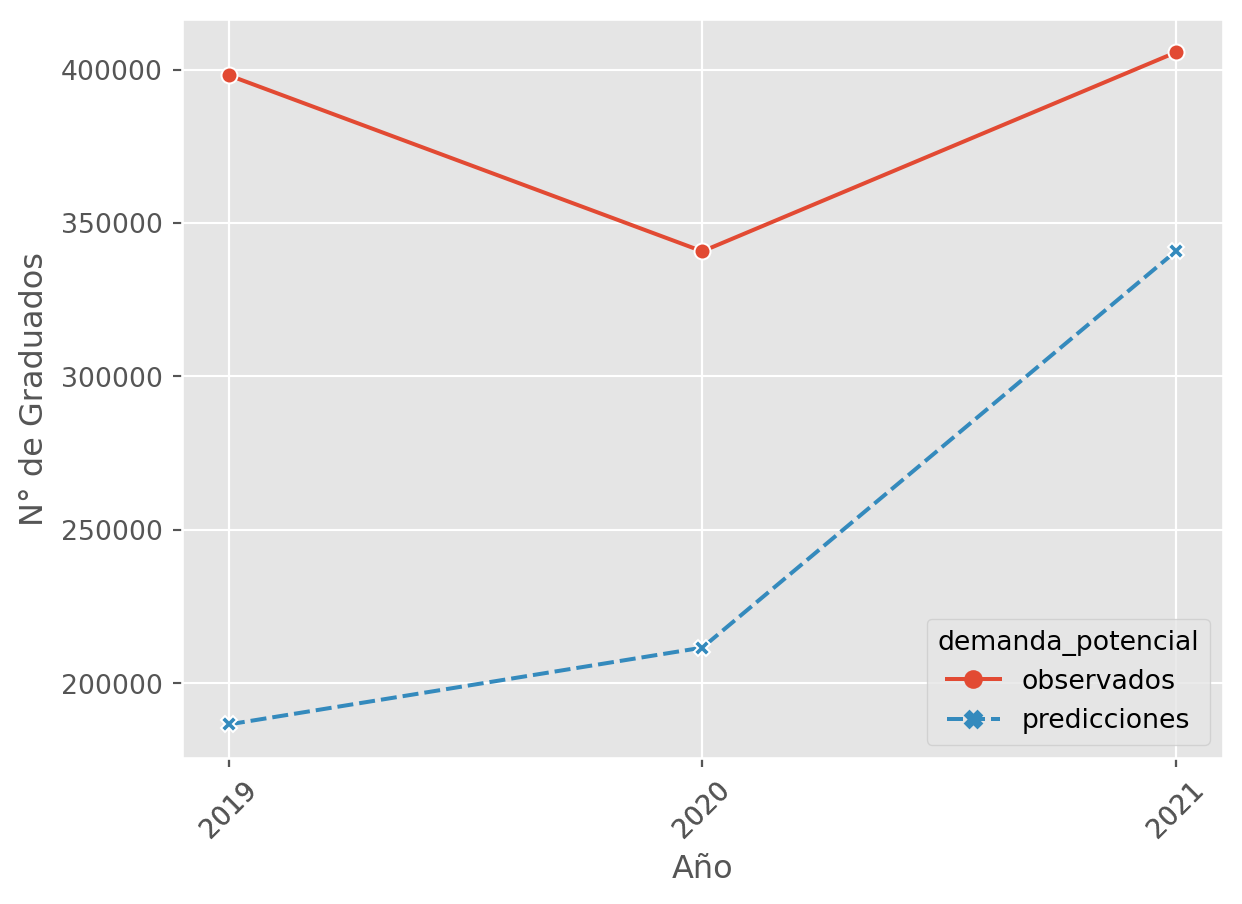 400000
350000
300000
250000
200000
N° de Graduados
demanda_potencial
observados
predicciones
2019
2020
2021
Año